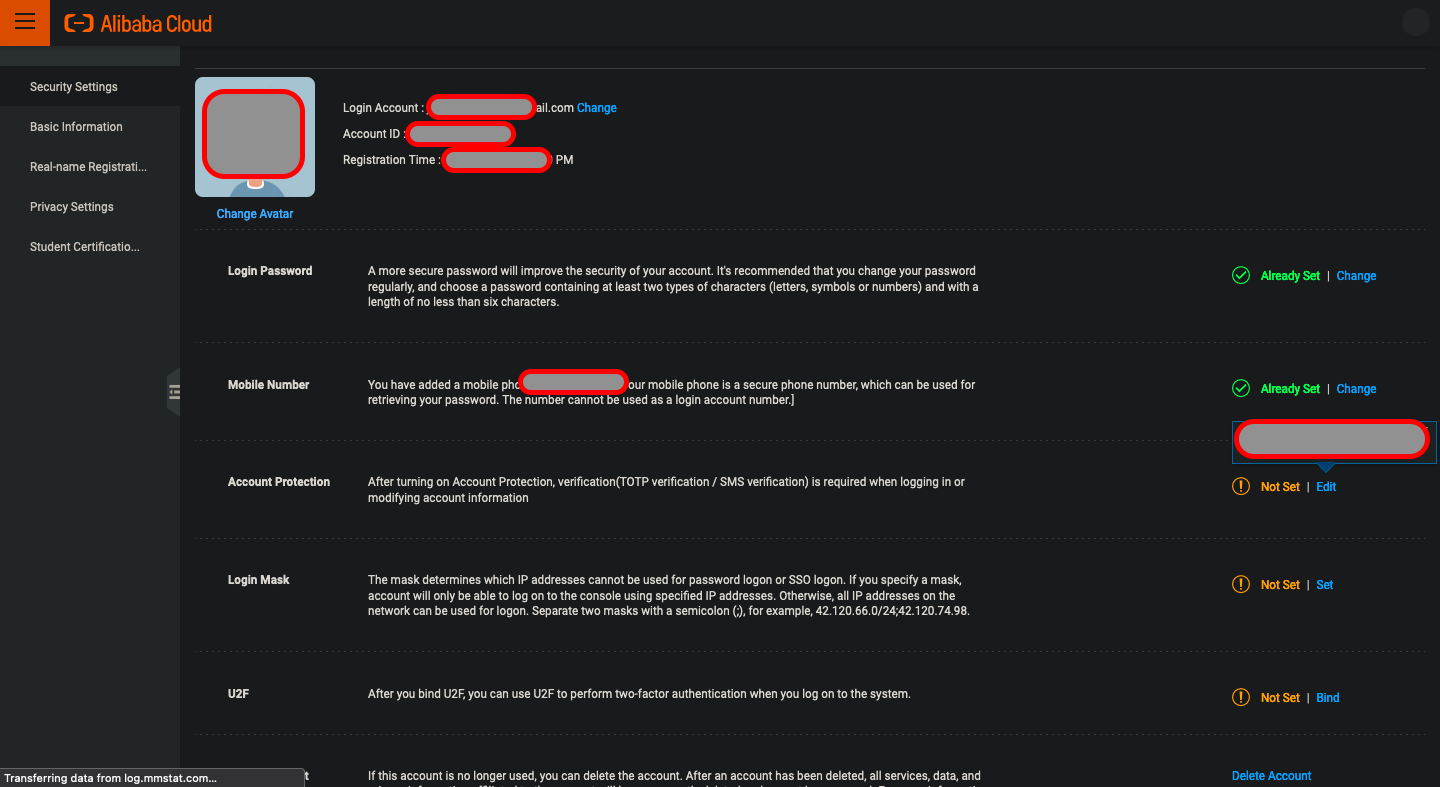 Alibaba Cloud
Security Settings
Basic Information
Real-name Registrati...
Privacy Settings
Student Certificatio...
Login Account : ail.com Change
Account ID :
Registration Time : PM
Change Avatar
Login Password
A more secure password will improve the security of your account. It's recommended that you change your password
regularly, and choose a password containing at least two types of characters (letters, symbols or numbers) and with a
length of no less than six characters.
Already Set | Change
Mobile Number
You have added a mobile pho our mobile phone is a secure phone number, which can be used for
retrieving your password. The number cannot be used as a login account number.]
Already Set | Change
Account Protection
After turning on Account Protection, verification(TOTP verification / SMS verification) is required when logging in or
modifying account information
Not Set | Edit
Login Mask
The mask determines which IP addresses cannot be used for password logon or SSO logon. If you specify a mask,
account will only be able to log on to the console using specified IP addresses. Otherwise, all IP addresses on the
network can be used for logon. Separate two masks with a semicolon (;), for example, 42.120.66.0/24;42.120.74.98.
Not Set | Set
U2F
After you bind U2F, you can use U2F to perform two-factor authentication when you log on to the system.
Not Set | Bind
If this account is no longer used, you can delete the account. After an account has been deleted, all services, data, and
Delete Account
Transferring data from log.mmstat.com...